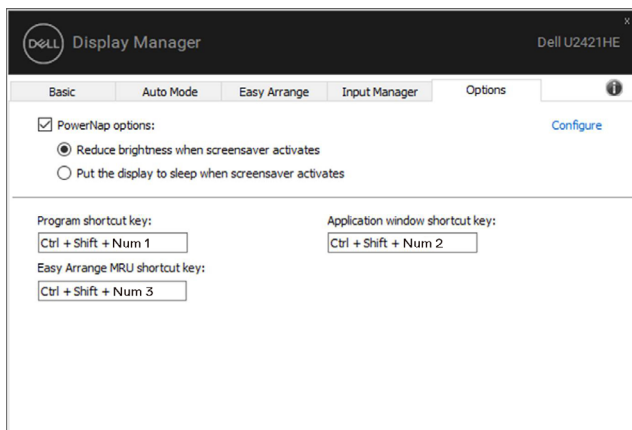 DELL Display Manager
x
Dell U2421HE
Basic Auto Mode Easy Arrange Input Manager Options i
PowerNap options:
Configure
Reduce brightness when screensaver activates
Put the display to sleep when screensaver activates
Program shortcut key:
Application window shortcut key:
Ctrl + Shift + Num 1
Ctrl + Shift + Num 2
Easy Arrange MRU shortcut key:
Ctrl + Shift + Num 3